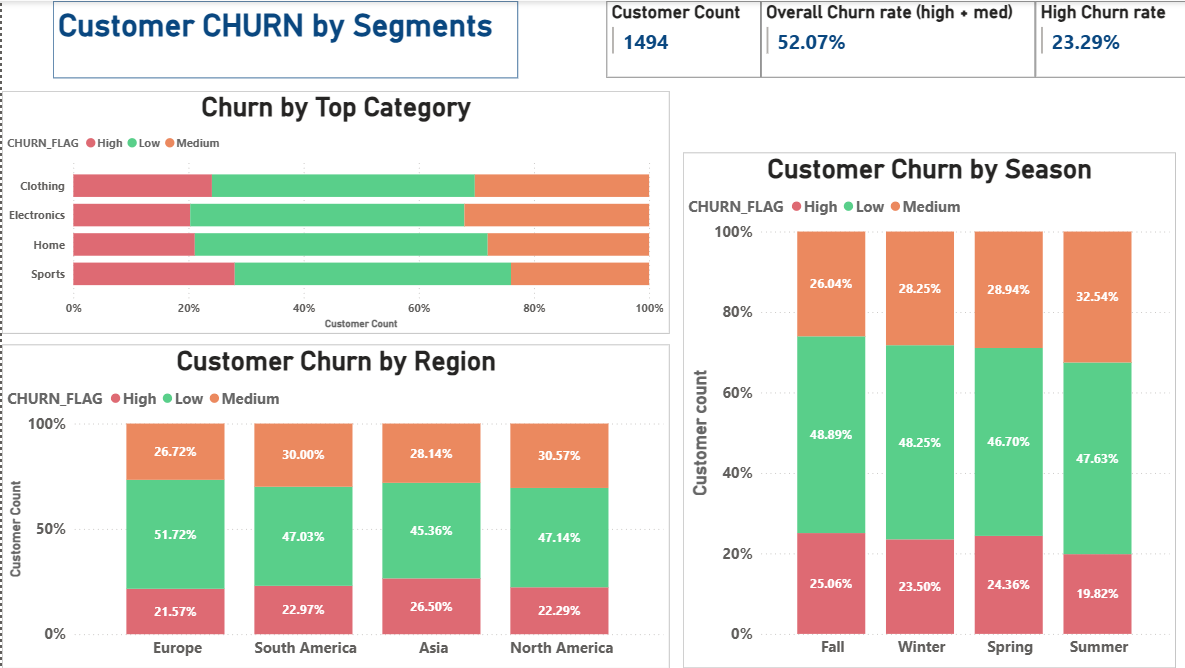 Customer CHURN by Segments
Customer Count
1494
Overall Churn rate (high + med)
52.07%
High Churn rate
23.29%
Churn by Top Category
CHURN_FLAG High Low Medium
Clothing
Electronics
Home
Sports
0% 20% 40% 60% 80% 100%
Customer Count
Customer Churn by Region
CHURN_FLAG High Low Medium
Customer Count
100%
50%
0%
26.72% 30.00% 28.14% 30.57%
51.72% 47.03% 45.36% 47.14%
21.57% 22.97% 26.50% 22.29%
Europe South America Asia North America
Customer Churn by Season
CHURN_FLAG High Low Medium
Customer count
100%
80%
60%
40%
20%
0%
26.04% 28.25% 28.94% 32.54%
48.89% 48.25% 46.70% 47.63%
25.06% 23.50% 24.36% 19.82%
Fall Winter Spring Summer